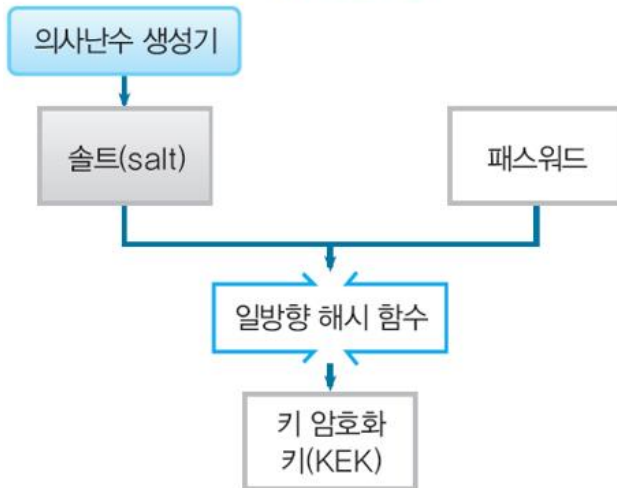 의사난수 생성기
솔트(salt)
패스워드
일방향 해시 함수
키 암호화
키(KEK)